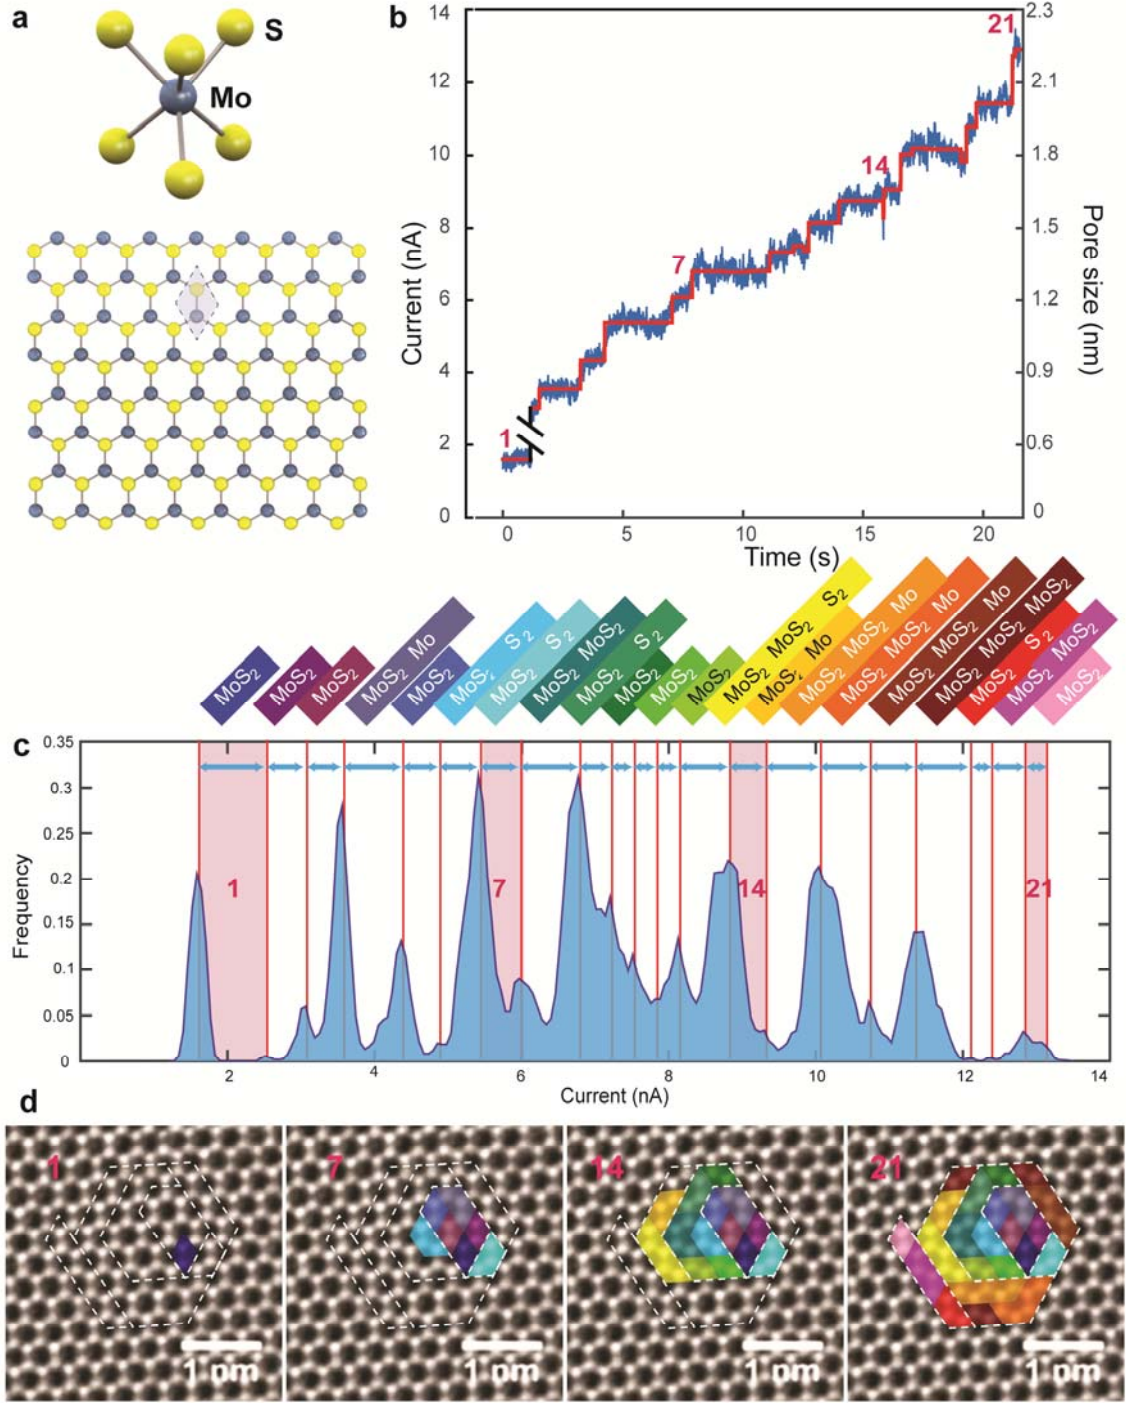 a
S
Mo
b
14
12
10
8
6
4
2
0
Current (nA)
2.3
2.1
1.8
1.5
1.2
0.9
0.6
0
Pore size (nm)
1
7
14
21
0 5 10 15 20
Time (s)
MoS2
MoS2
MoS2
MoS2 Mo
MoS2
MoS2 S2
MoS2 S2
MoS2 MoS2
MoS2 S2
MoS2
MoS2
MoS2
MoS2 MoS2 S2
MoS2 Mo
MoS2 MoS2 Mo
MoS2 MoS2 Mo
MoS2 MoS2 Mo
MoS2 MoS2 MoS2
MoS2 S2
MoS2 MoS2
MoS2
c
0.35
0.3
0.25
0.2
0.15
0.1
0.05
0
Frequency
1 7 14 21
2 4 6 8 10 12 14
Current (nA)
d
1 7 14 21
1 nm 1 nm 1 nm 1 nm